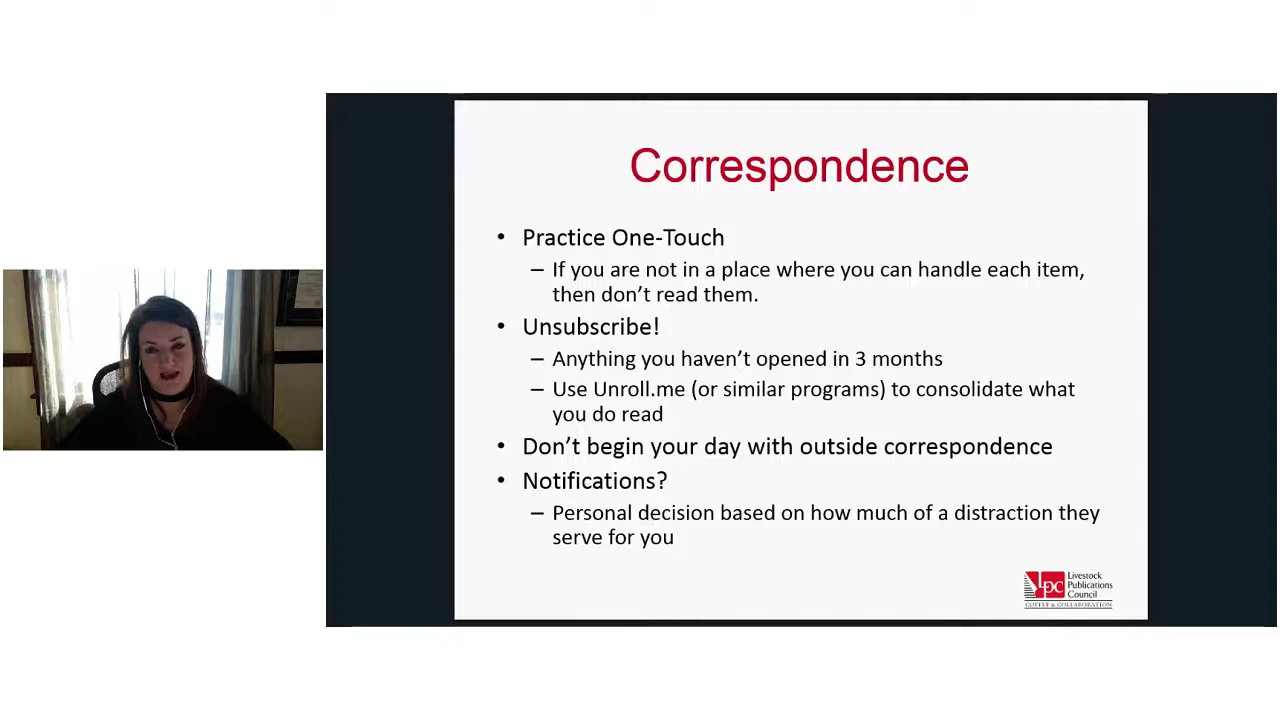 Correspondence
• Practice One-Touch
– If you are not in a place where you can handle each item,
then don't read them.
• Unsubscribe!
– Anything you haven't opened in 3 months
– Use Unroll.me (or similar programs) to consolidate what
you do read
• Don't begin your day with outside correspondence
• Notifications?
– Personal decision based on how much of a distraction they
serve for you
LPC
Livestock
Publications
Council
COFFEE & COLLABORATION